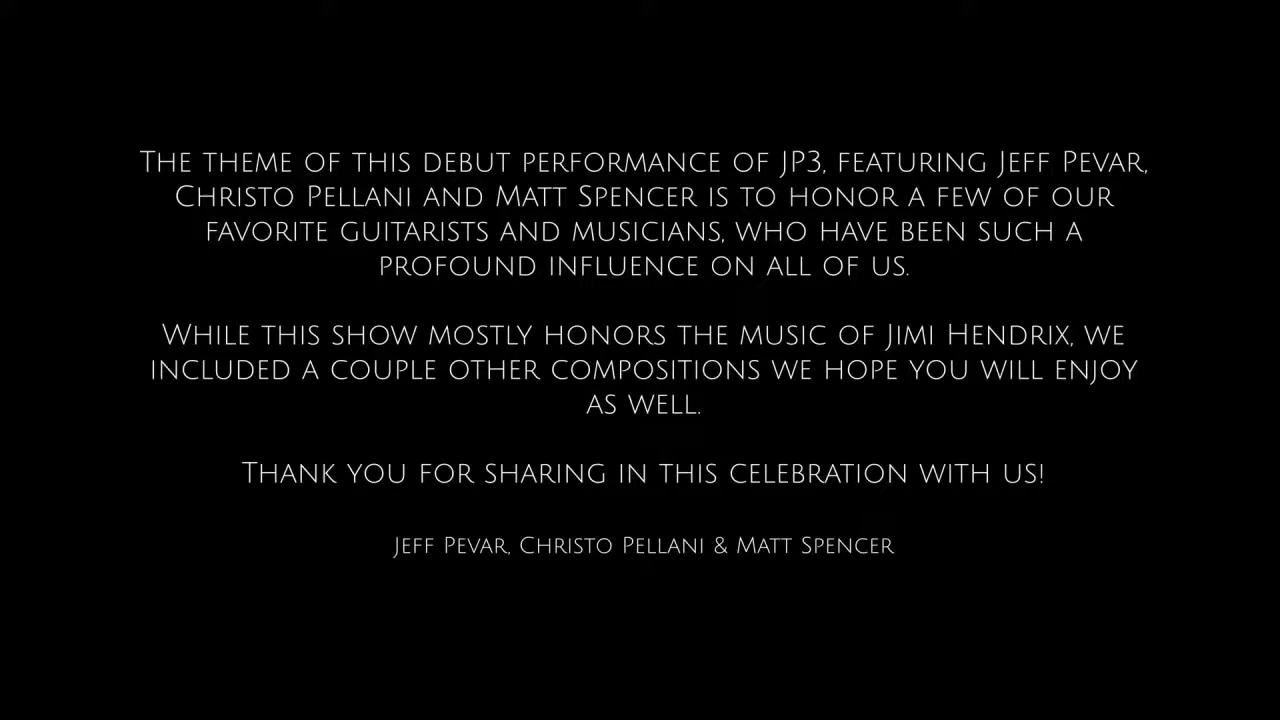 The theme of this debut performance of JP3, featuring Jeff Pevar,
Christo Pellani and Matt Spencer is to honor a few of our
favorite guitarists and musicians, who have been such a
profound influence on all of us.
While this show mostly honors the music of Jimi Hendrix, we
included a couple other compositions we hope you will enjoy
as well.
Thank you for sharing in this celebration with us!
Jeff Pevar, Christo Pellani & Matt Spencer